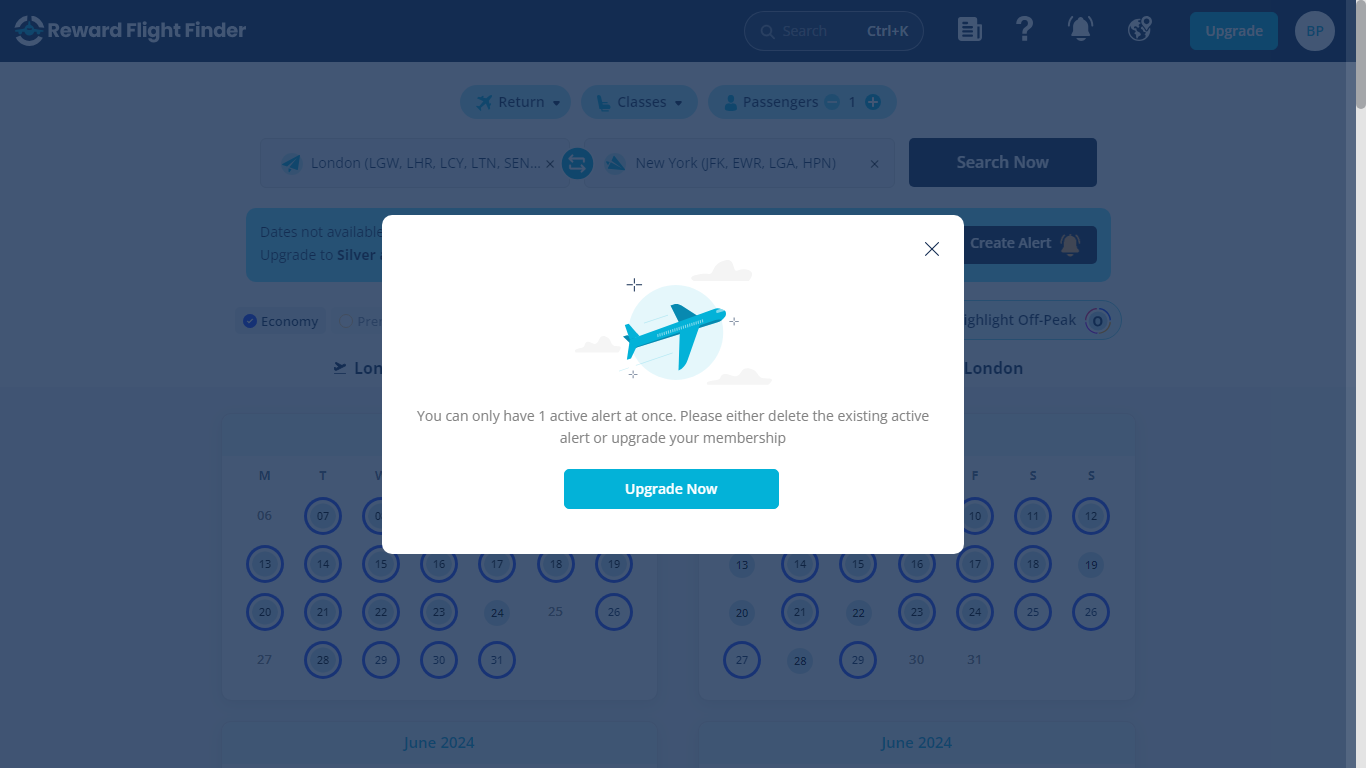 Reward Flight Finder
Search Ctrl+K
Upgrade
BP
Return Classes Passengers 1
London (LGW, LHR, LCY, LTN, SEN... × New York (JFK, EWR, LGA, HPN) × Search Now
Dates not available
Upgrade to Silver
Create Alert
Economy
Highlight Off-Peak
London
You can only have 1 active alert at once. Please either delete the existing active
alert or upgrade your membership
Upgrade Now
M T
06 07
13 14 15 16 17 18 19
20 21 22 23 24 25 26
27 28 29 30 31
F S S
10 11 12
13 14 15 16 17 18 19
20 21 22 23 24 25 26
27 28 29 30 31
June 2024
June 2024